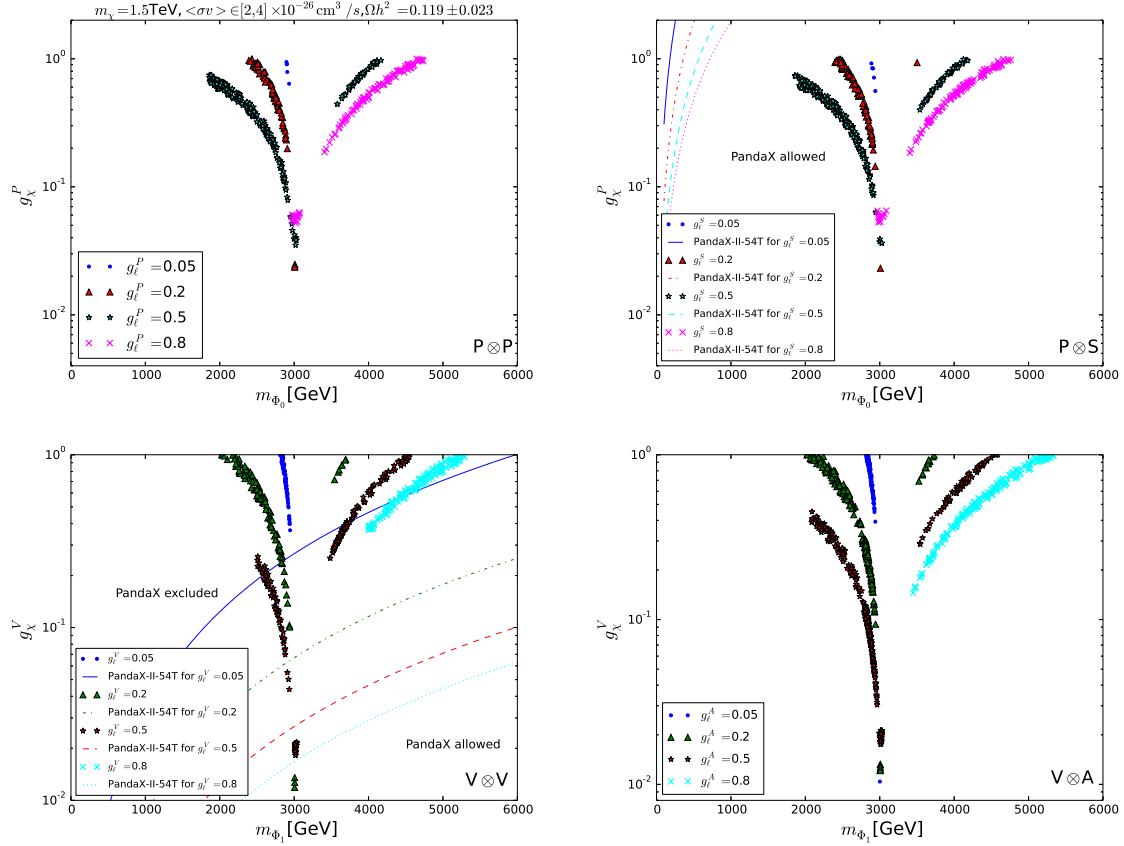 m_χ =1.5TeV, <σv> ∈[2,4] ×10^{-26} cm^3 /s,Ωh^2 =0.119±0.023
10^0
10^{-1}
10^{-2}
g_χ^P
g_ℓ^P =0.05
g_ℓ^P =0.2
g_ℓ^P =0.5
g_ℓ^P =0.8
P⊗P
0 1000 2000 3000 4000 5000 6000
m_{Φ_0}[GeV]
10^0
10^{-1}
10^{-2}
g_χ^P
PandaX allowed
g_ℓ^S =0.05
PandaX-II-54T for g_ℓ^S =0.05
g_ℓ^S =0.2
PandaX-II-54T for g_ℓ^S =0.2
g_ℓ^S =0.5
PandaX-II-54T for g_ℓ^S =0.5
g_ℓ^S =0.8
PandaX-II-54T for g_ℓ^S =0.8
P⊗S
0 1000 2000 3000 4000 5000 6000
m_{Φ_0}[GeV]
10^0
10^{-1}
10^{-2}
g_χ^V
PandaX excluded
g_ℓ^V =0.05
PandaX-II-54T for g_ℓ^V =0.05
g_ℓ^V =0.2
PandaX-II-54T for g_ℓ^V =0.2
g_ℓ^V =0.5
PandaX-II-54T for g_ℓ^V =0.5
g_ℓ^V =0.8
PandaX-II-54T for g_ℓ^V =0.8
PandaX allowed
V⊗V
0 1000 2000 3000 4000 5000 6000
m_{Φ_1}[GeV]
10^0
10^{-1}
10^{-2}
g_χ^V
g_ℓ^A =0.05
g_ℓ^A =0.2
g_ℓ^A =0.5
g_ℓ^A =0.8
V⊗A
0 1000 2000 3000 4000 5000 6000
m_{Φ_1}[GeV]